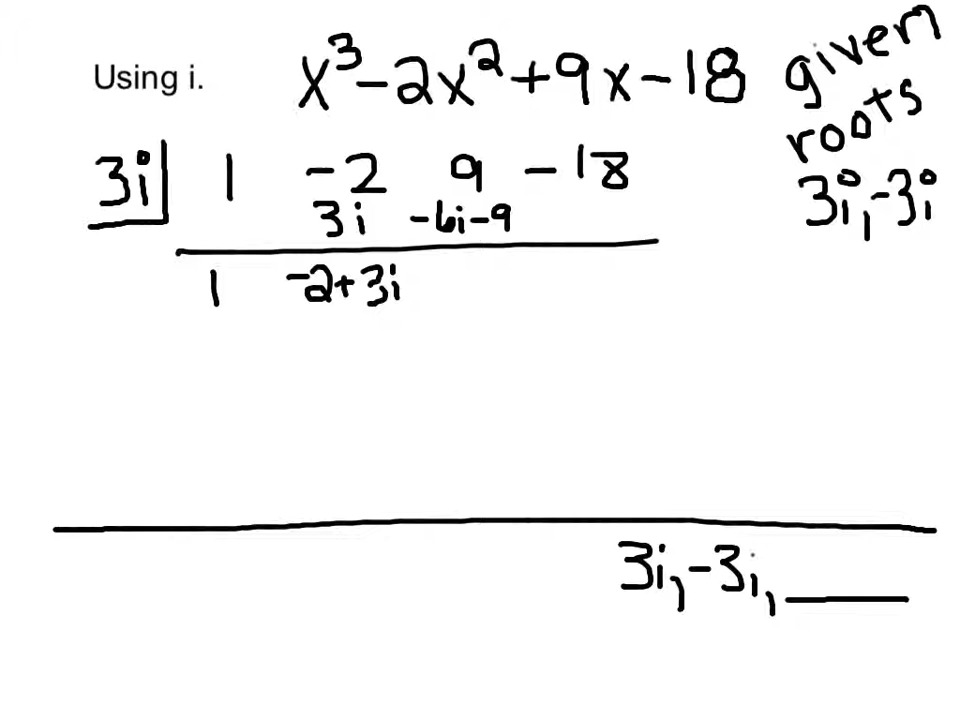 Using i. x³-2x²+9x-18 given roots 3i, -3i
3i 1 -2 9 -18
3i -6i-9
1 -2+3i
3i, -3i, ____